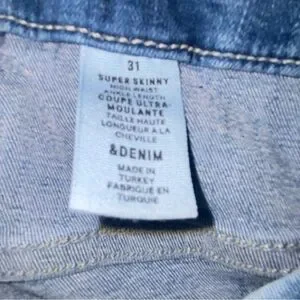 31
SUPER SKINNY
HIGH WAIST
ANKLE LENGTH
COUPE ULTRA-
MOULANTE
TAILLE HAUTE
LONGUEUR A LA
CHEVILLE
&DENIM
MADE IN
TURKEY
FABRIQUE EN
TURQUIE